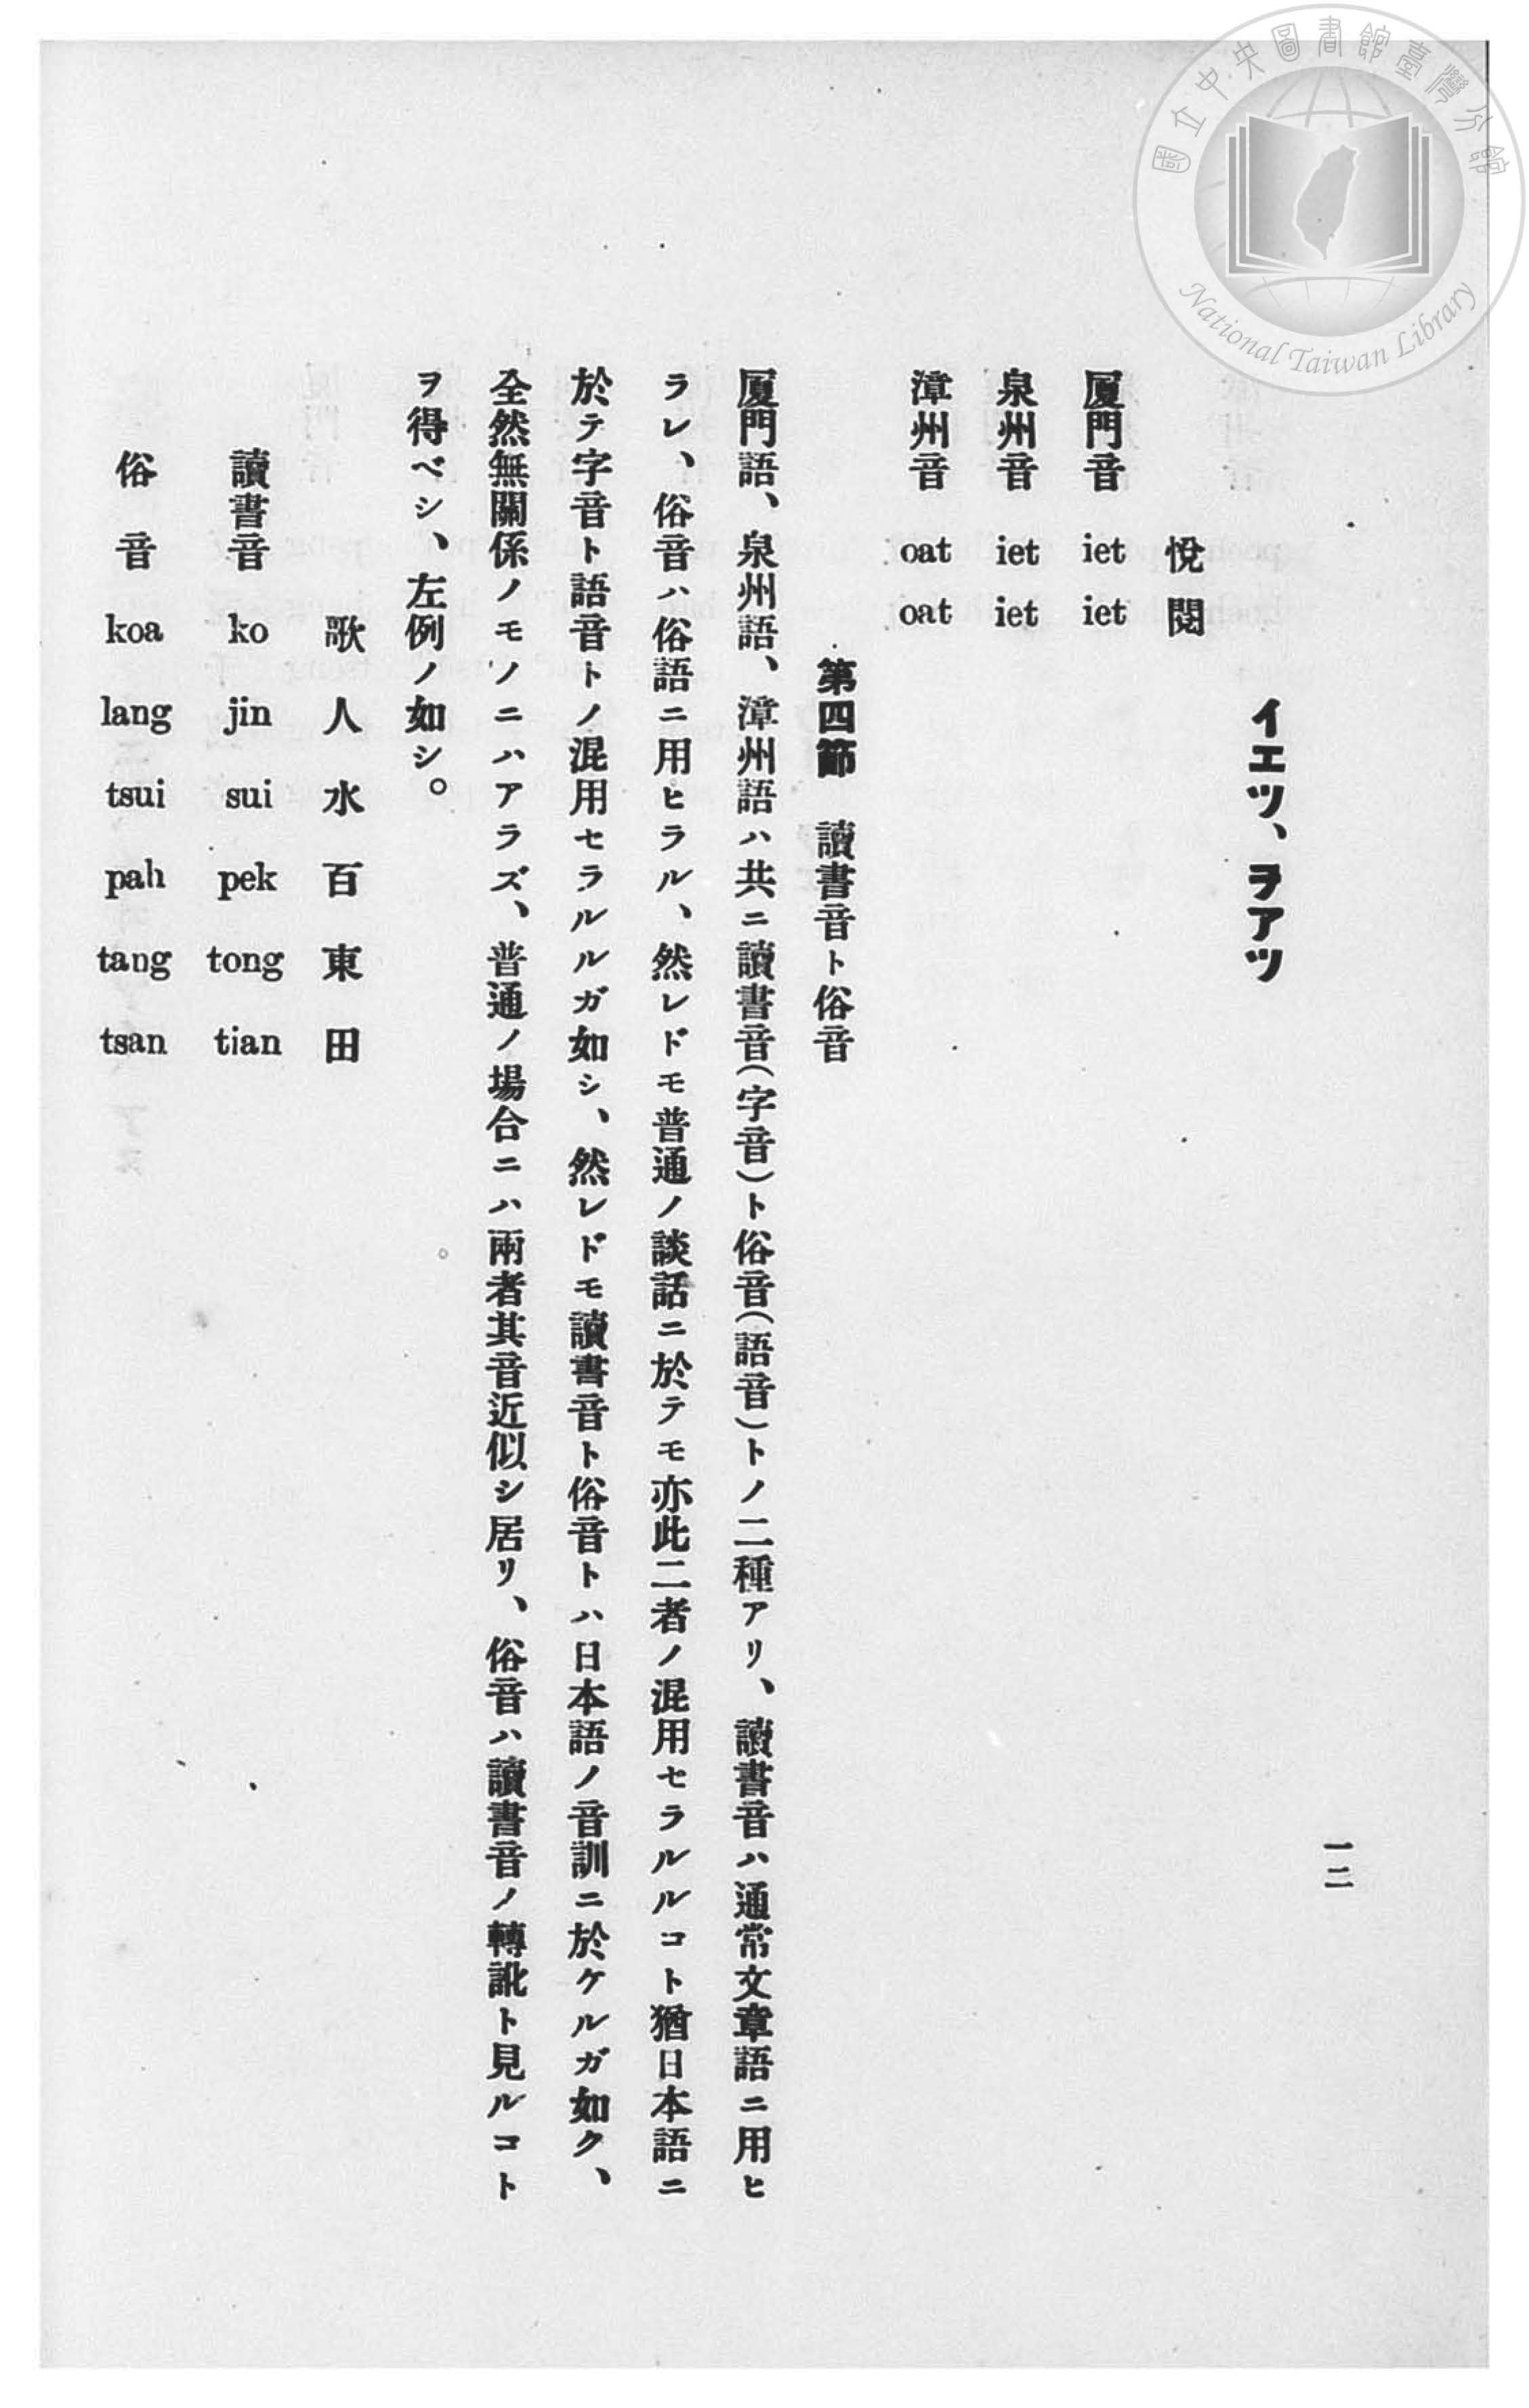 國立中央圖書館臺灣分館
National Taiwan Library
一二
イエツ、ヲアツ
悅 閱
厦門音 iet iet
泉州音 iet iet
漳州音 oat oat
第四節 讀書音ト俗音
厦門語、泉州語、漳州語ハ共ニ讀書音(字音)ト俗音(語音)トノ二種アリ、讀書音ハ通常文章語ニ用ヒ
ラレ、俗音ハ俗語ニ用ヒラル、然レドモ普通ノ談話ニ於テモ亦此二者ノ混用セラルルコト猶日本語ニ
於テ字音ト語音トノ混用セラルルガ如シ、然レドモ讀書音ト俗音トハ日本語ノ音訓ニ於ケルガ如ク、
全然無關係ノモノニハアラズ、普通ノ場合ニハ兩者其音近似シ居リ、俗音ハ讀書音ノ轉訛ト見ルコト
ヲ得ベシ、左例ノ如シ。
歌 人 水 百 東 田
讀書音 ko jin sui pek tong tian
俗音 koa lang tsui pah tang tsan